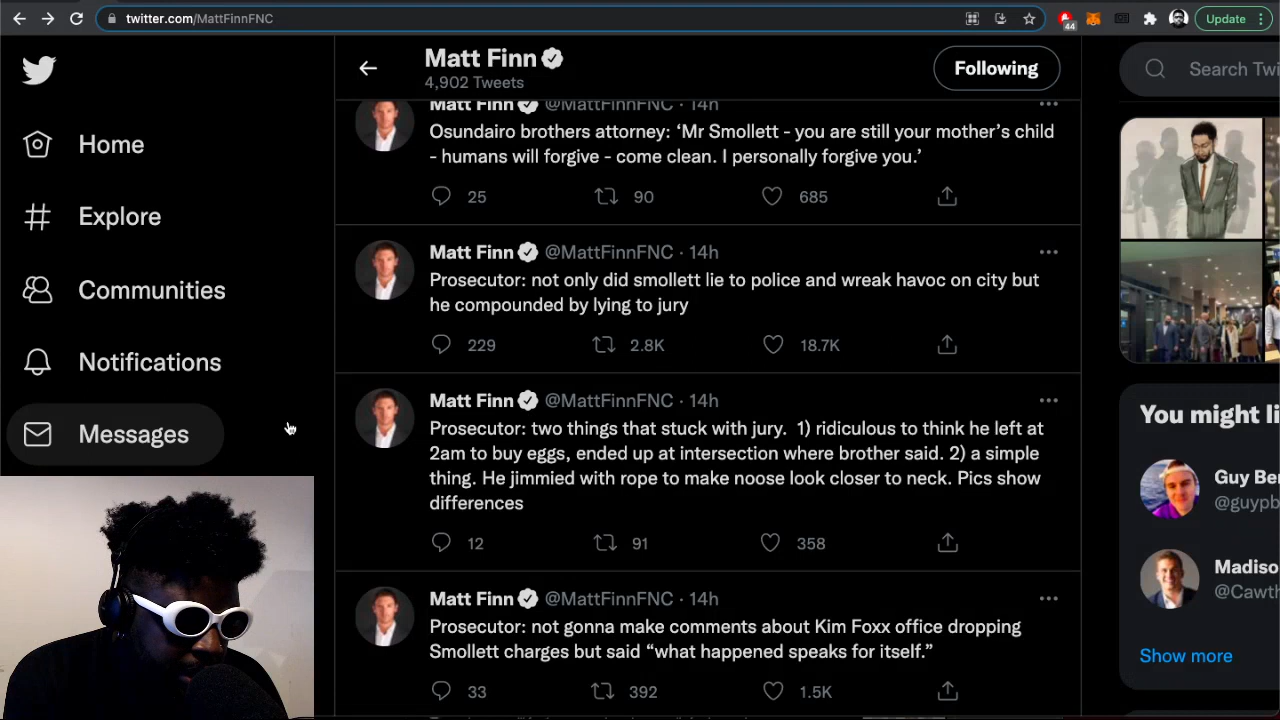 twitter.com/MattFinnFNC
44
Update
Matt Finn
4,902 Tweets
Following
Search Twi
Home
Explore
Communities
Notifications
Messages
Matt Finn @MattFinnFNC · 14h
Osundairo brothers attorney: ‘Mr Smollett - you are still your mother’s child
- humans will forgive - come clean. I personally forgive you.’
25 90 685
Matt Finn @MattFinnFNC · 14h
Prosecutor: not only did smollett lie to police and wreak havoc on city but
he compounded by lying to jury
229 2.8K 18.7K
Matt Finn @MattFinnFNC · 14h
Prosecutor: two things that stuck with jury.  1) ridiculous to think he left at
2am to buy eggs, ended up at intersection where brother said. 2) a simple
thing. He jimmied with rope to make noose look closer to neck. Pics show
differences
12 91 358
Matt Finn @MattFinnFNC · 14h
Prosecutor: not gonna make comments about Kim Foxx office dropping
Smollett charges but said “what happened speaks for itself.”
33 392 1.5K
You might li
Guy Be
@guypb
Madiso
@Cawth
Show more